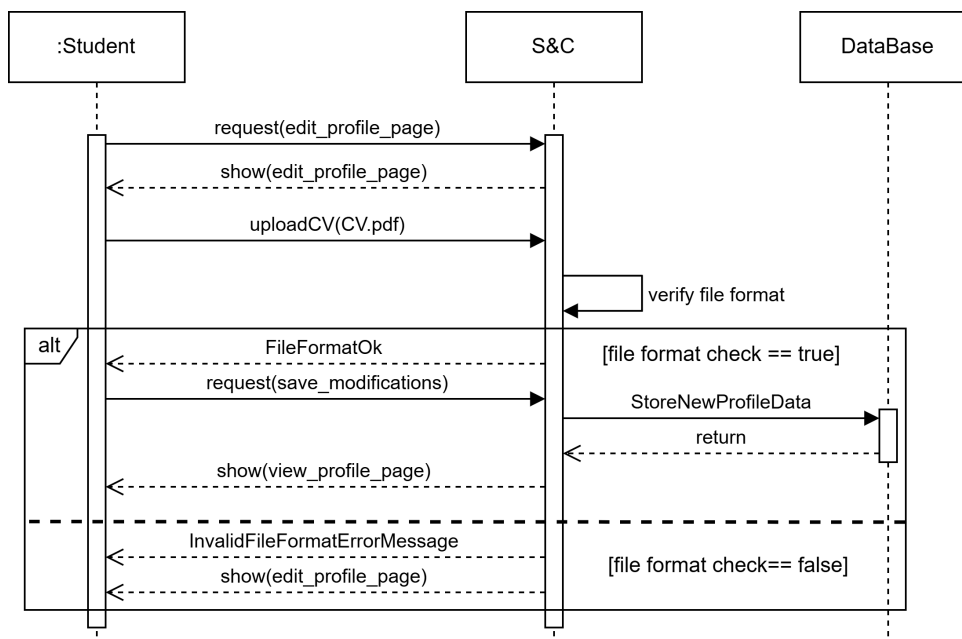 :Student
S&C
DataBase
request(edit_profile_page)
show(edit_profile_page)
uploadCV(CV.pdf)
verify file format
alt
FileFormatOk
[file format check == true]
request(save_modifications)
StoreNewProfileData
return
show(view_profile_page)
InvalidFileFormatErrorMessage
[file format check== false]
show(edit_profile_page)